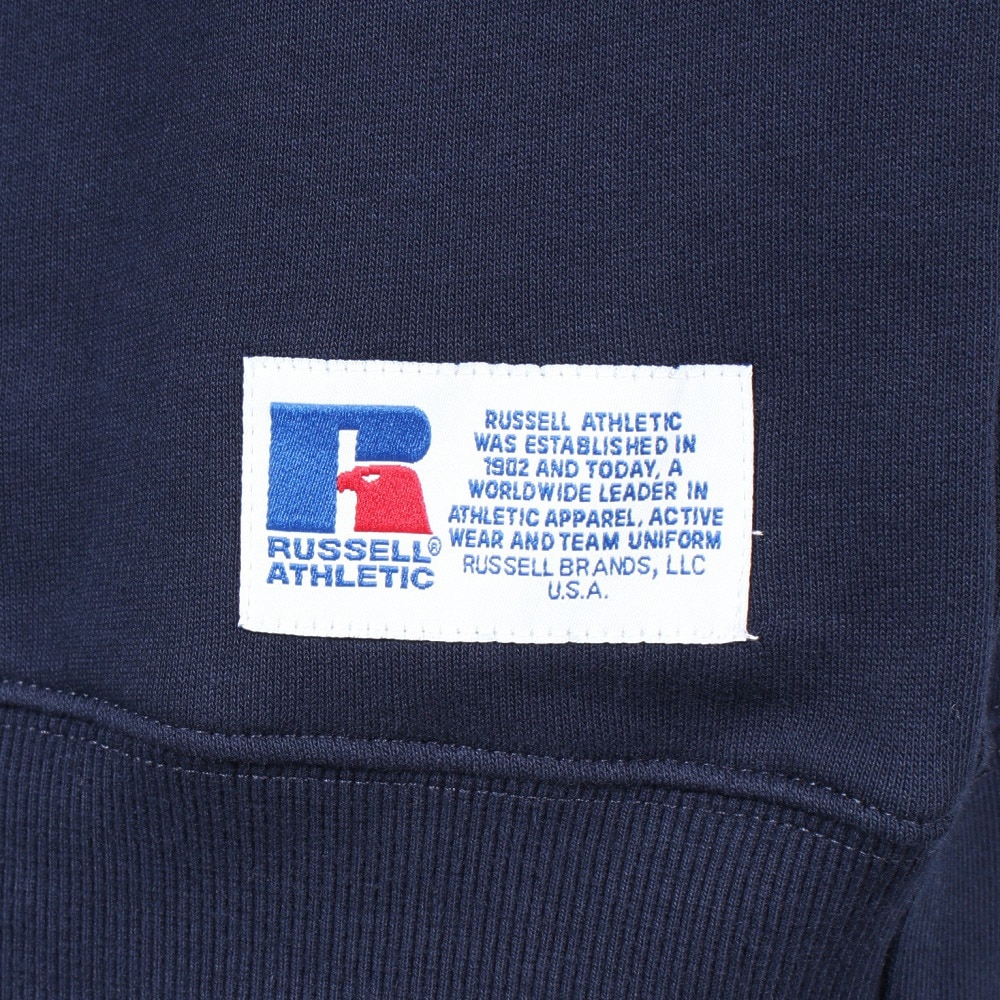 RUSSELL®
ATHLETIC
RUSSELL ATHLETIC
WAS ESTABLISHED IN
1902 AND TODAY, A
WORLDWIDE LEADER IN
ATHLETIC APPAREL, ACTIVE
WEAR AND TEAM UNIFORM
RUSSELL BRANDS, LLC
U.S.A.